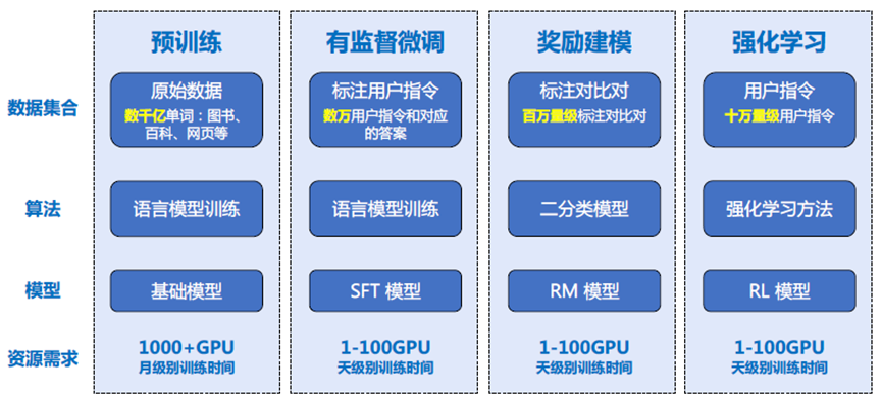 预训练
有监督微调
奖励建模
强化学习
数据集合
原始数据
数千亿单词：图书、
百科、网页等
标注用户指令
数万用户指令和对应
的答案
标注对比对
百万量级标注对比对
用户指令
十万量级用户指令
算法
语言模型训练
语言模型训练
二分类模型
强化学习方法
模型
基础模型
SFT 模型
RM 模型
RL 模型
资源需求
1000+GPU
月级别训练时间
1-100GPU
天级别训练时间
1-100GPU
天级别训练时间
1-100GPU
天级别训练时间